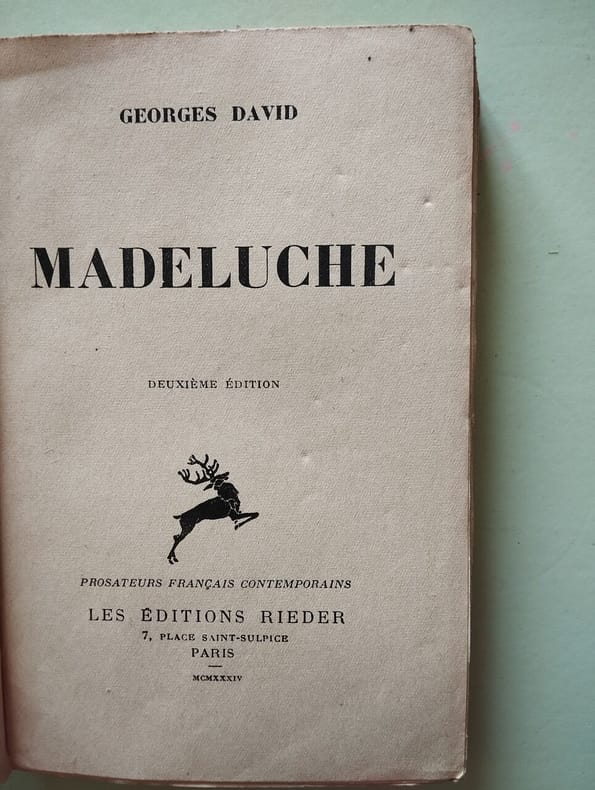 GEORGES DAVID
MADELUCHE
DEUXIÈME ÉDITION
PROSATEURS FRANÇAIS CONTEMPORAINS
LES ÉDITIONS RIEDER
7, PLACE SAINT-SULPICE
PARIS
MCMXXXIV